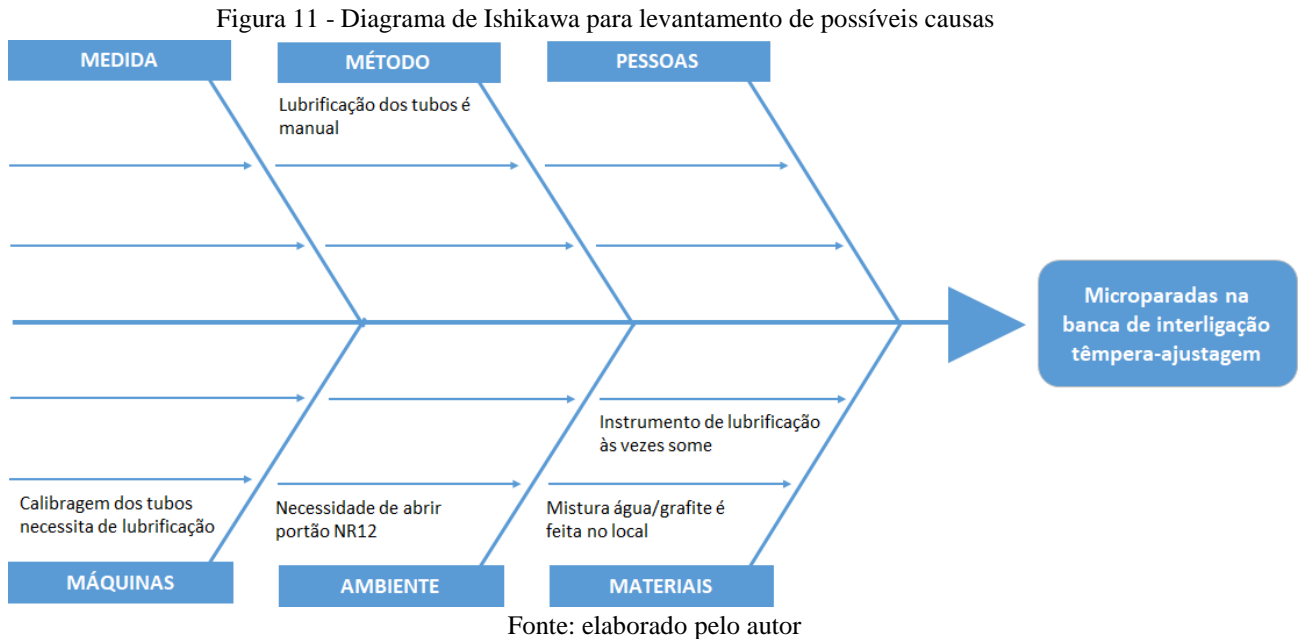 Figura 11 - Diagrama de Ishikawa para levantamento de possíveis causas
MEDIDA
MÉTODO
PESSOAS
Lubrificação dos tubos é
manual
Microparadas na
banca de interligação
têmpera-ajustagem
Instrumento de lubrificação
às vezes some
Calibragem dos tubos
necessita de lubrificação
Necessidade de abrir
portão NR12
Mistura água/grafite é
feita no local
MÁQUINAS
AMBIENTE
MATERIAIS
Fonte: elaborado pelo autor